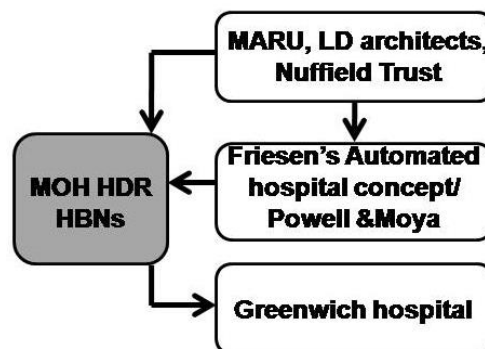 MARU, LD architects,
Nuffield Trust
MOH HDR
HBNs
Friesen's Automated
hospital concept/
Powell &Moya
Greenwich hospital